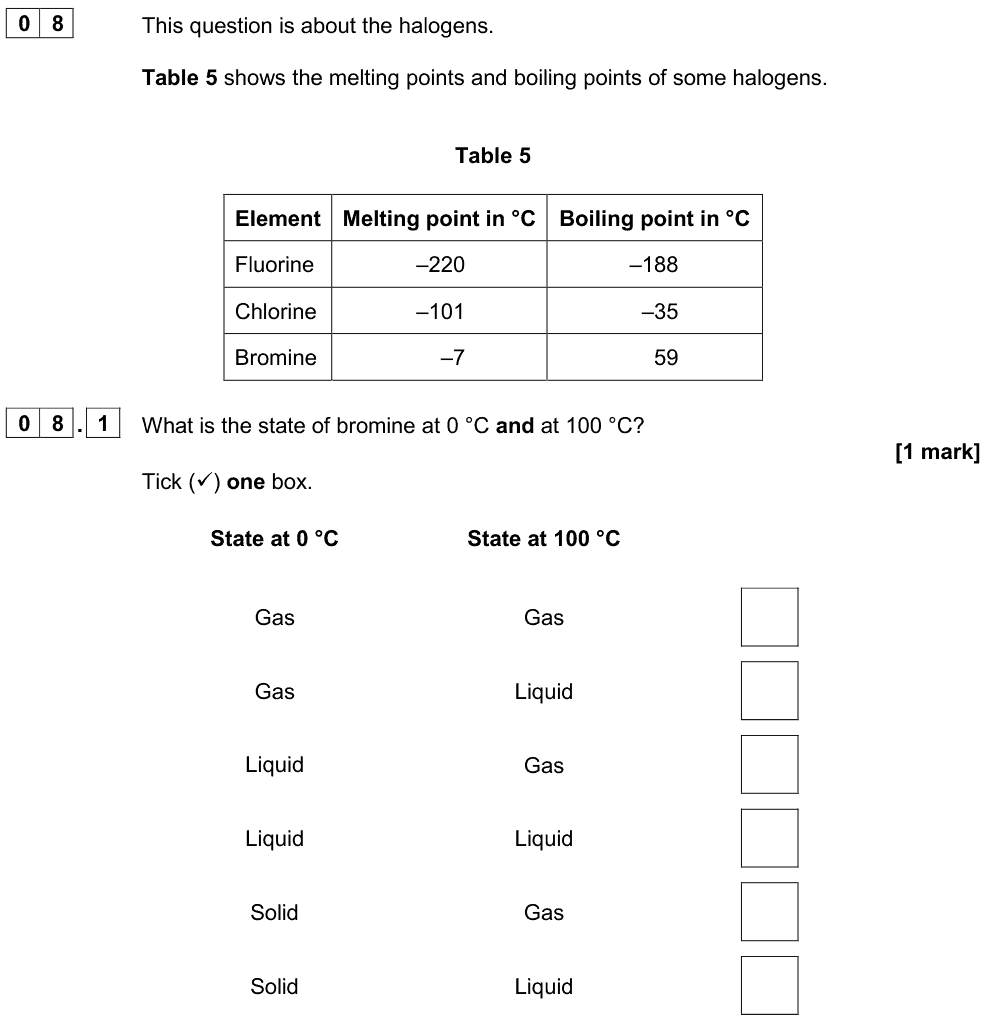 0 8 This question is about the halogens.
Table 5 shows the melting points and boiling points of some halogens.
Table 5
Element Melting point in °C Boiling point in °C
Fluorine –220 –188
Chlorine –101 –35
Bromine –7 59
0 8 . 1 What is the state of bromine at 0 °C and at 100 °C?
[1 mark]
Tick (✓) one box.
State at 0 °C State at 100 °C
Gas Gas
Gas Liquid
Liquid Gas
Liquid Liquid
Solid Gas
Solid Liquid